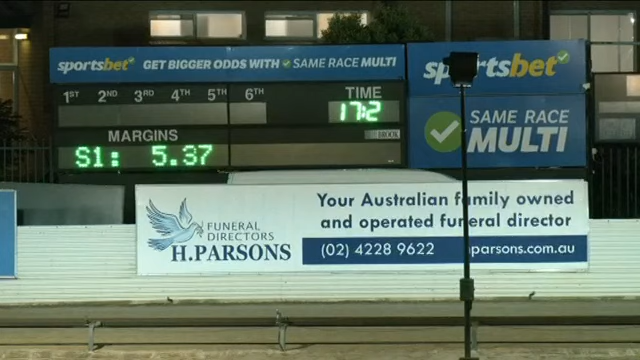 sportsbet GET BIGGER ODDS WITH SAME RACE MULTI
sportsbet
1ST 2ND 3RD 4TH 5TH 6TH TIME
17:2
MARGINS
BROOK
S1: 5.37
SAME RACE
MULTI
FUNERAL
DIRECTORS
H.PARSONS
Your Australian family owned
and operated funeral director
(02) 4228 9622
parsons.com.au